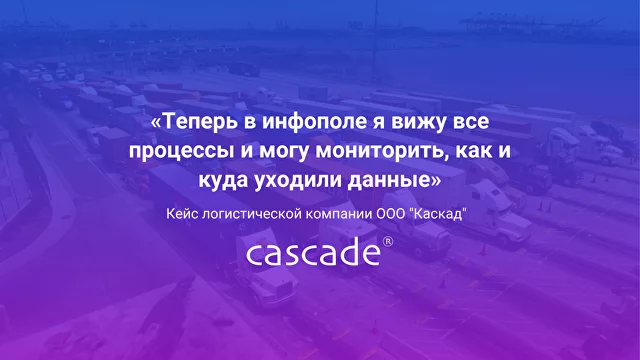 «Теперь в инфополе я вижу все
процессы и могу мониторить, как и
куда уходили данные»
Кейс логистической компании ООО "Каскад"
cascade®